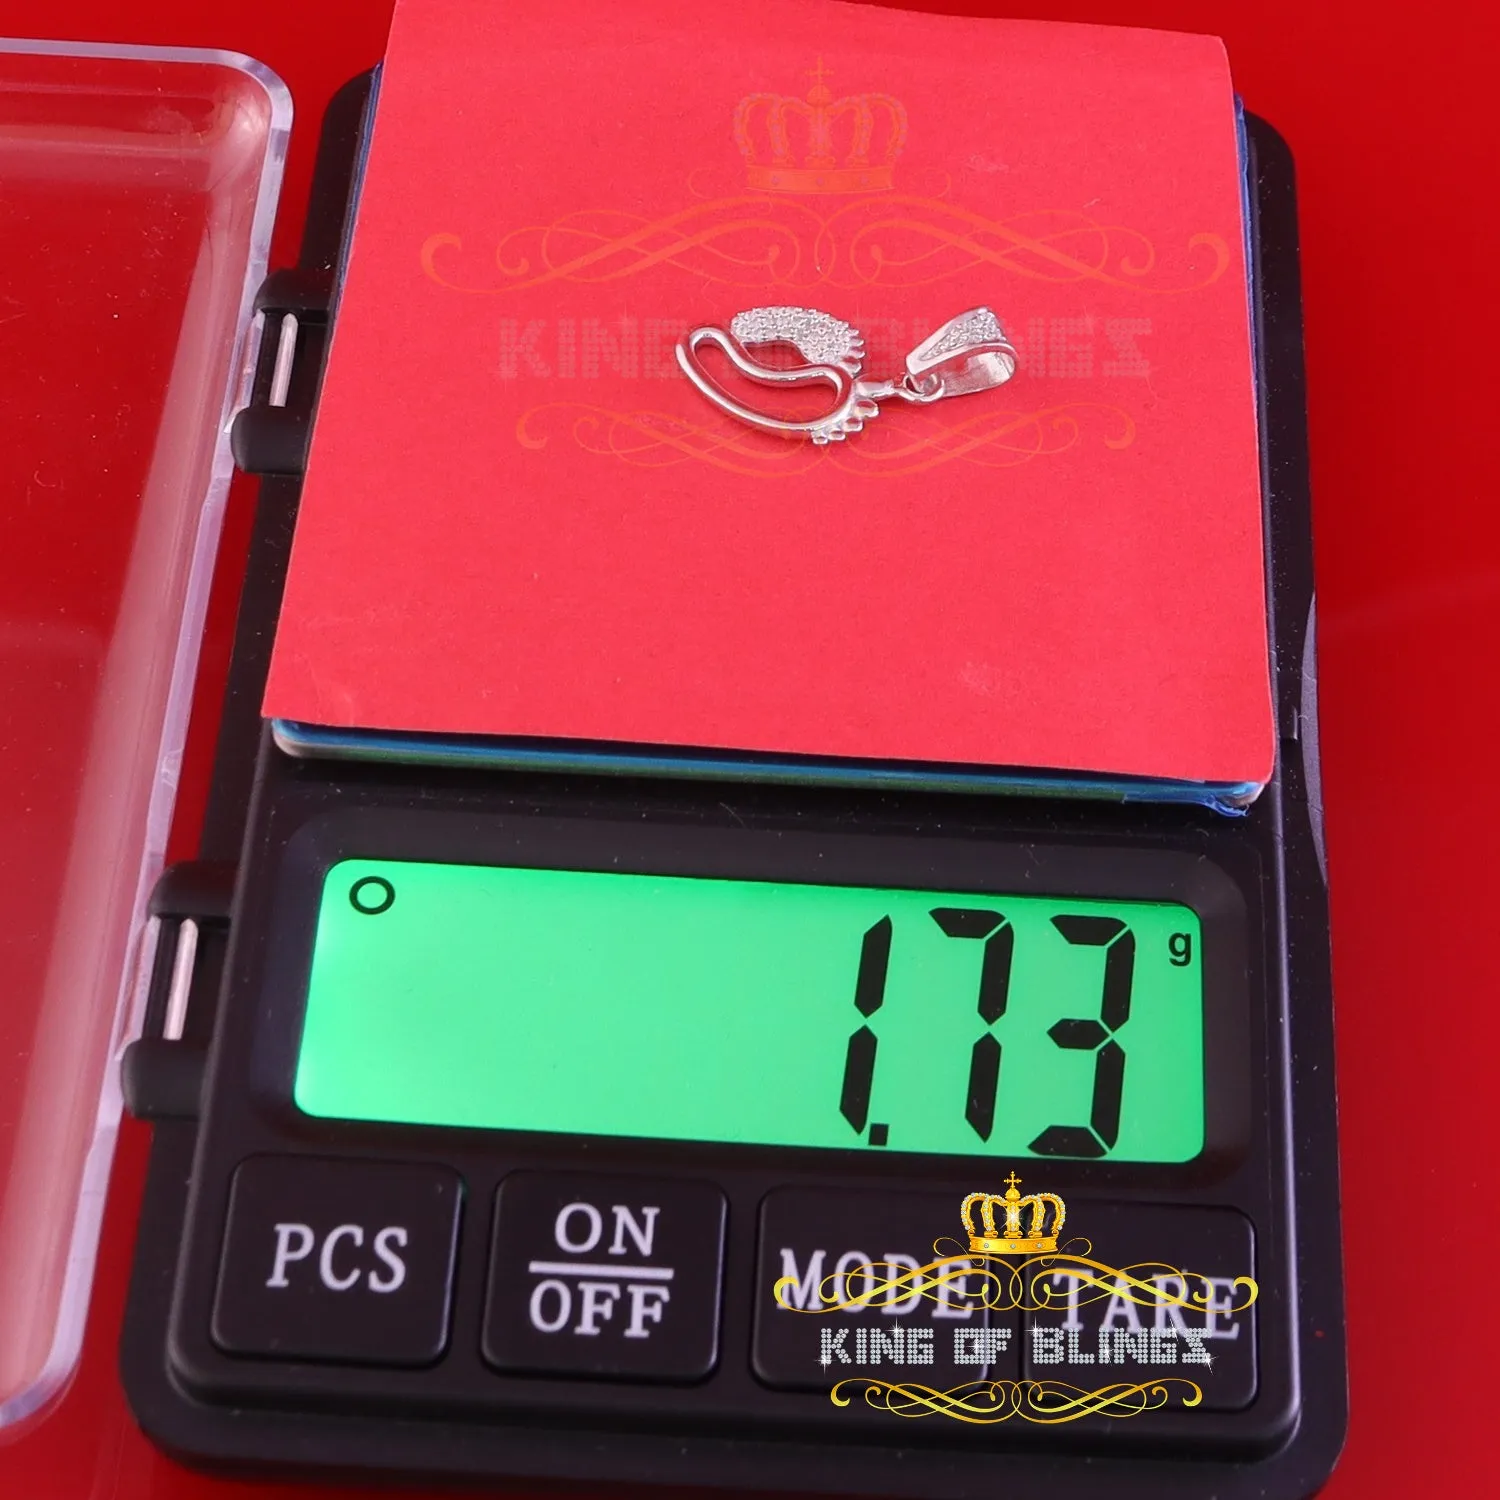 KING OF BLINGS
1.73 g
PCS
ON
OFF
MODE
TARE
KING OF BLINGS